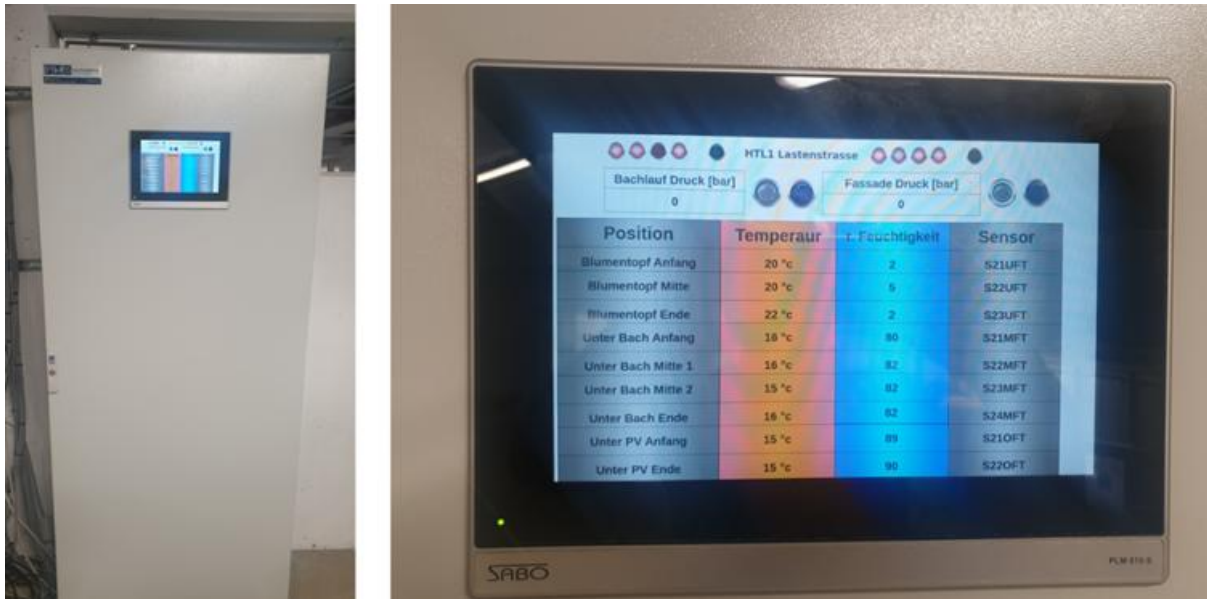 HTL1 Lastenstrasse
Bachlauf Druck [bar] Fassade Druck [bar]
0 0
Position Temperaur r. Feuchtigkeit Sensor
Blumentopf Anfang 20 °c 2 S21UFT
Blumentopf Mitte 20 °c 5 S22UFT
Blumentopf Ende 22 °c 2 S23UFT
Unter Bach Anfang 16 °c 80 S21MFT
Unter Bach Mitte 1 16 °c 82 S22MFT
Unter Bach Mitte 2 15 °c 82 S23MFT
Unter Bach Ende 16 °c 82 S24MFT
Unter PV Anfang 15 °c 89 S21OFT
Unter PV Ende 15 °c 90 S22OFT
SABO